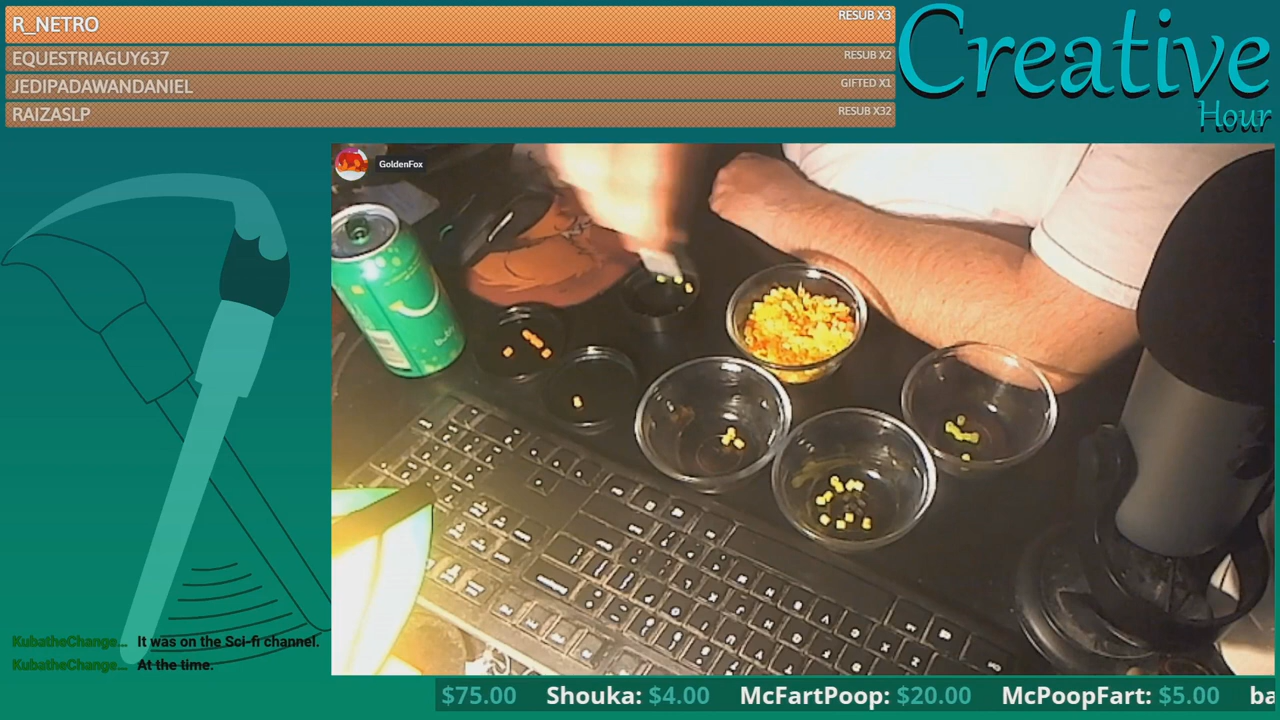 R_NETRO
RESUB X3
EQUESTRIAGUY637
RESUB X2
JEDIPADAWANDANIEL
GIFTED X1
RAIZASLP
RESUB X32
Creative
Hour
GoldenFox
KubatheChange... It was on the Sci-fi channel.
KubatheChange... At the time.
$75.00 Shouka: $4.00 McFartPoop: $20.00 McPoopFart: $5.00 ba